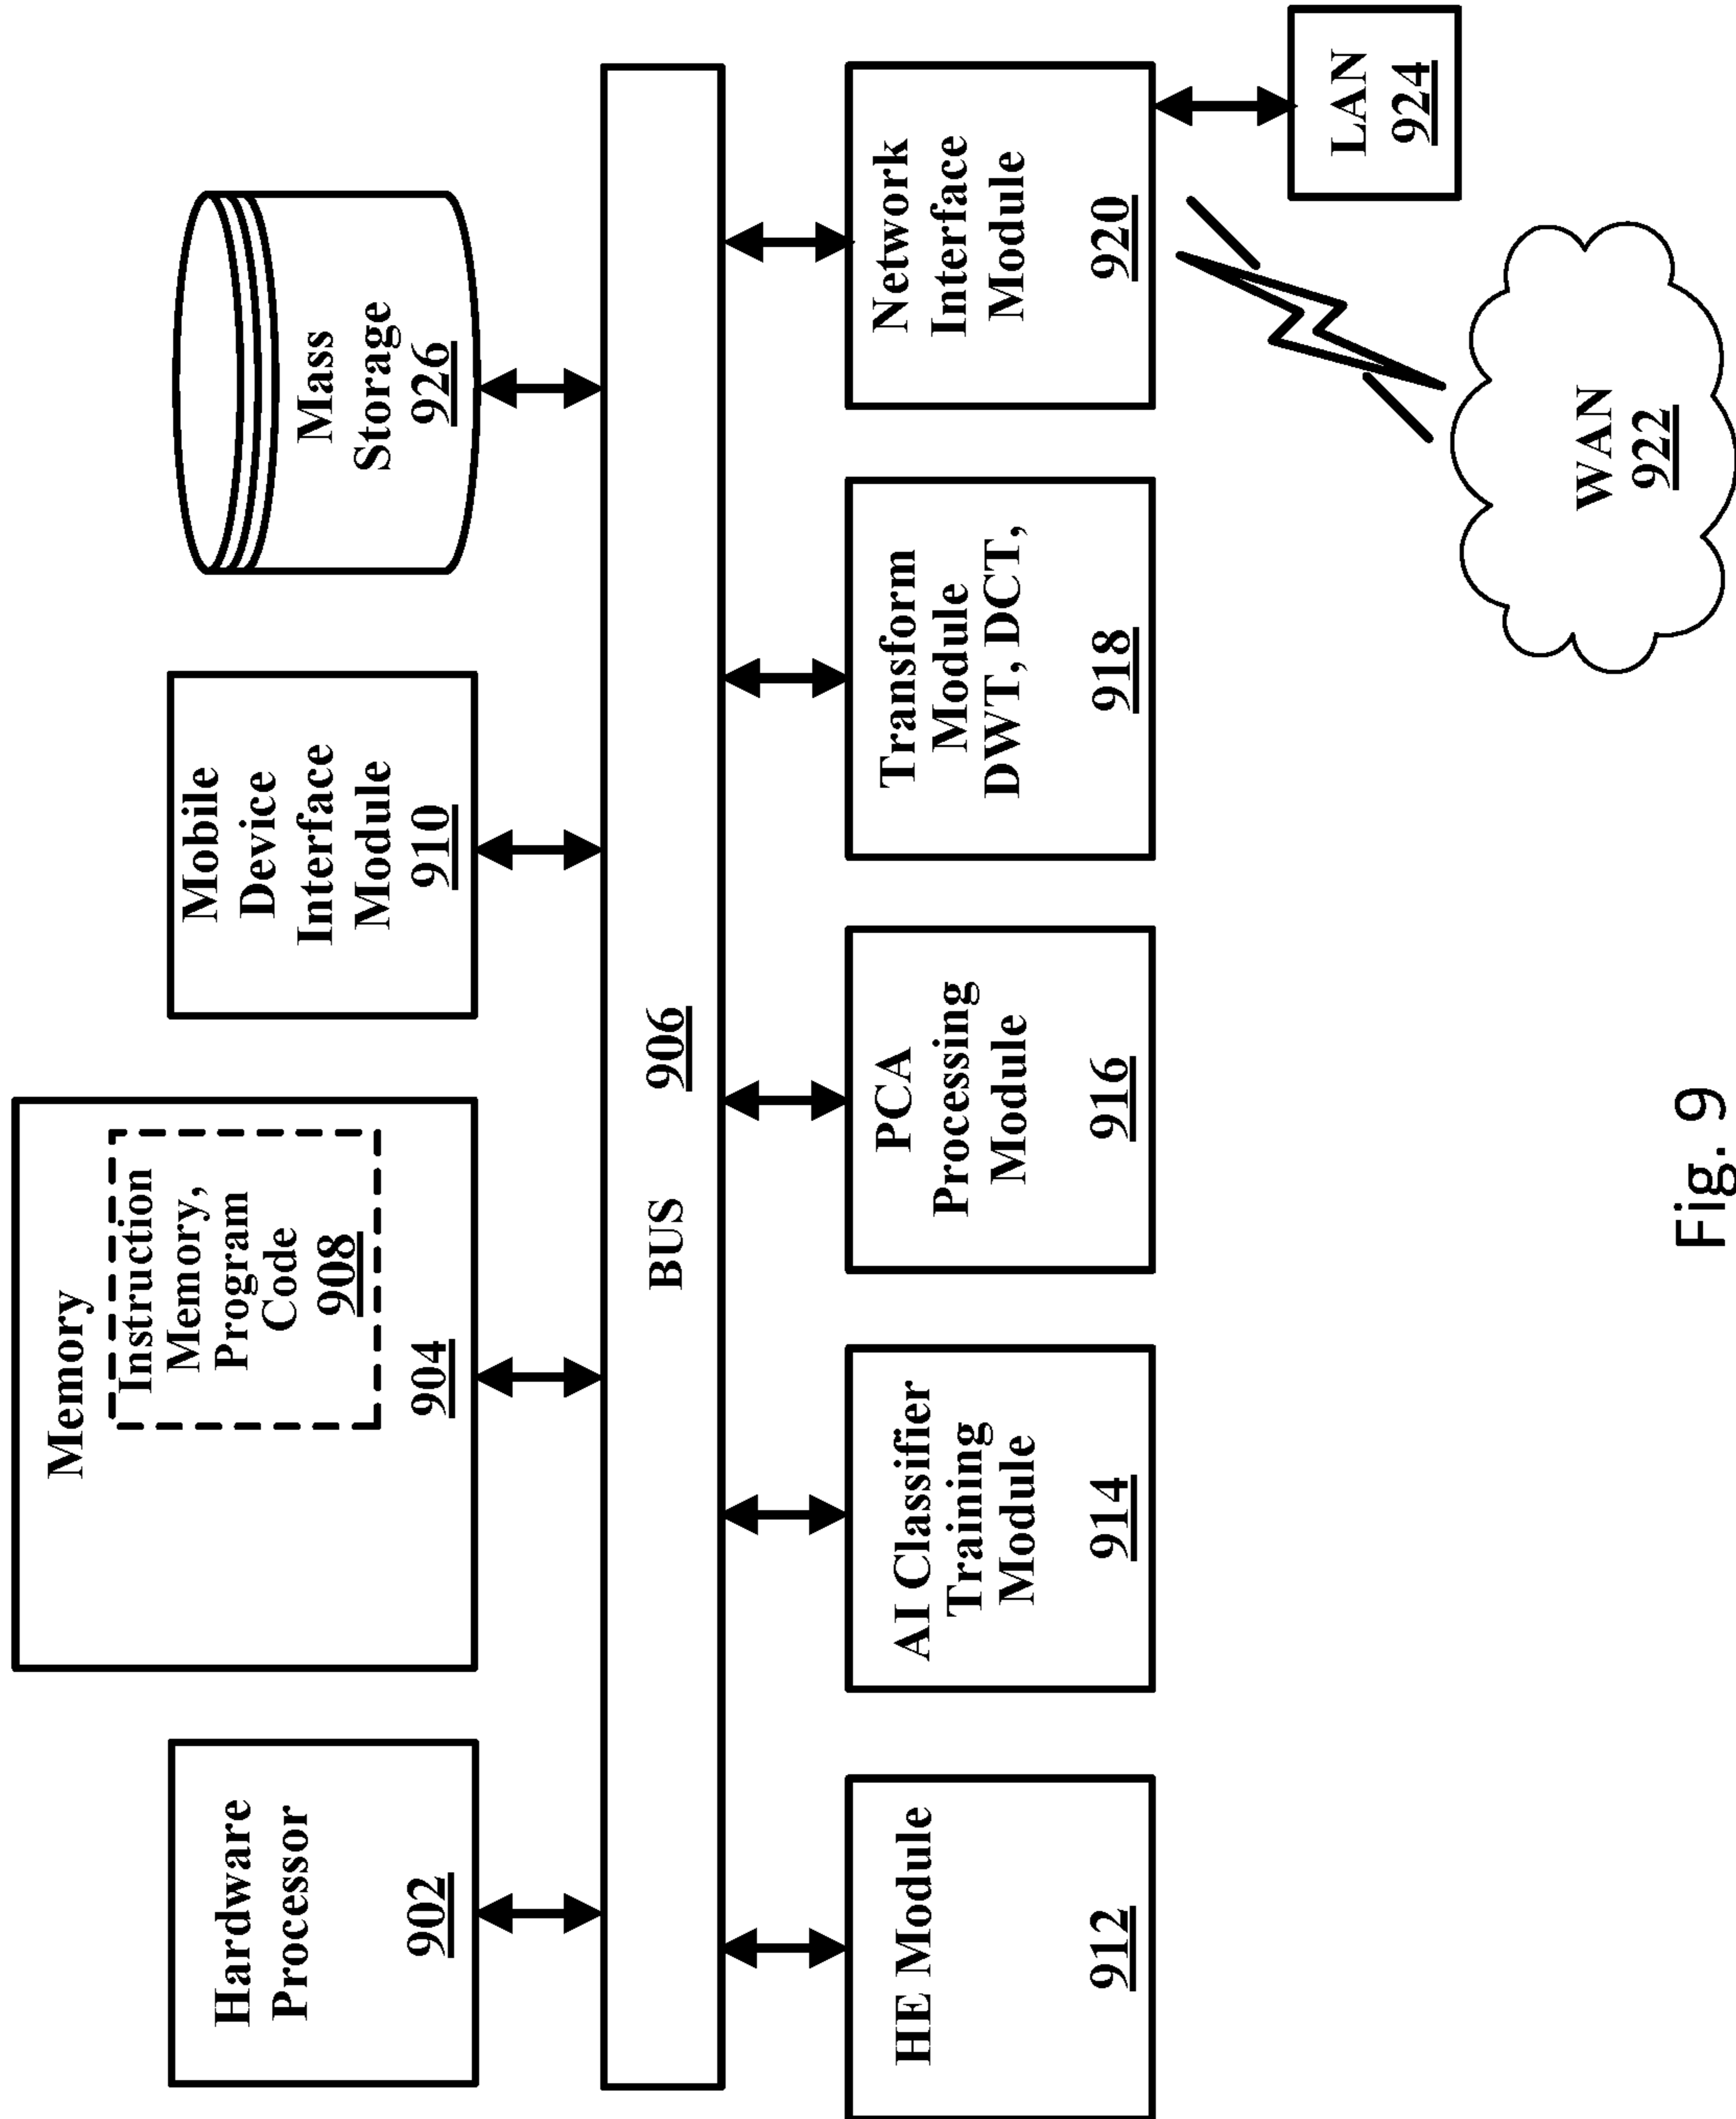 Hardware
Processor
902
Memory
Instruction
Memory,
Program
Code
908
904
Mobile
Device
Interface
Module
910
Mass
Storage
926
BUS
906
HE Module
912
AI Classifier
Training
Module
914
PCA
Processing
Module
916
Transform
Module
DWT, DCT,
918
Network
Interface
Module
920
WAN
922
LAN
924
Fig. 9